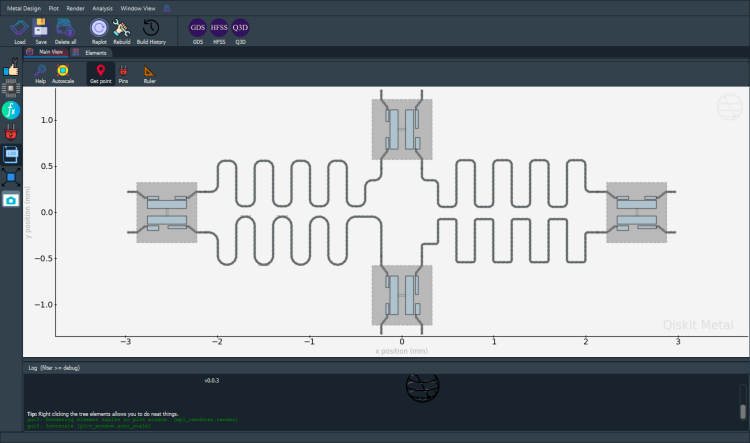 Metal Design Plot Render Analysis Window View
GDS HFSS Q3D
Load Save Delete all Replot Rebuild Build History GDS HFSS Q3D
Main View Elements
Help Autoscale Get point Pins Ruler
1.0
0.5
0.0
−0.5
−1.0
y position (mm)
−3 −2 −1 0 1 2 3
x position (mm)
Qiskit Metal
Log (filter >= debug)
v0.0.3
Tip: Right clicking the tree elements allows you to do neat things.